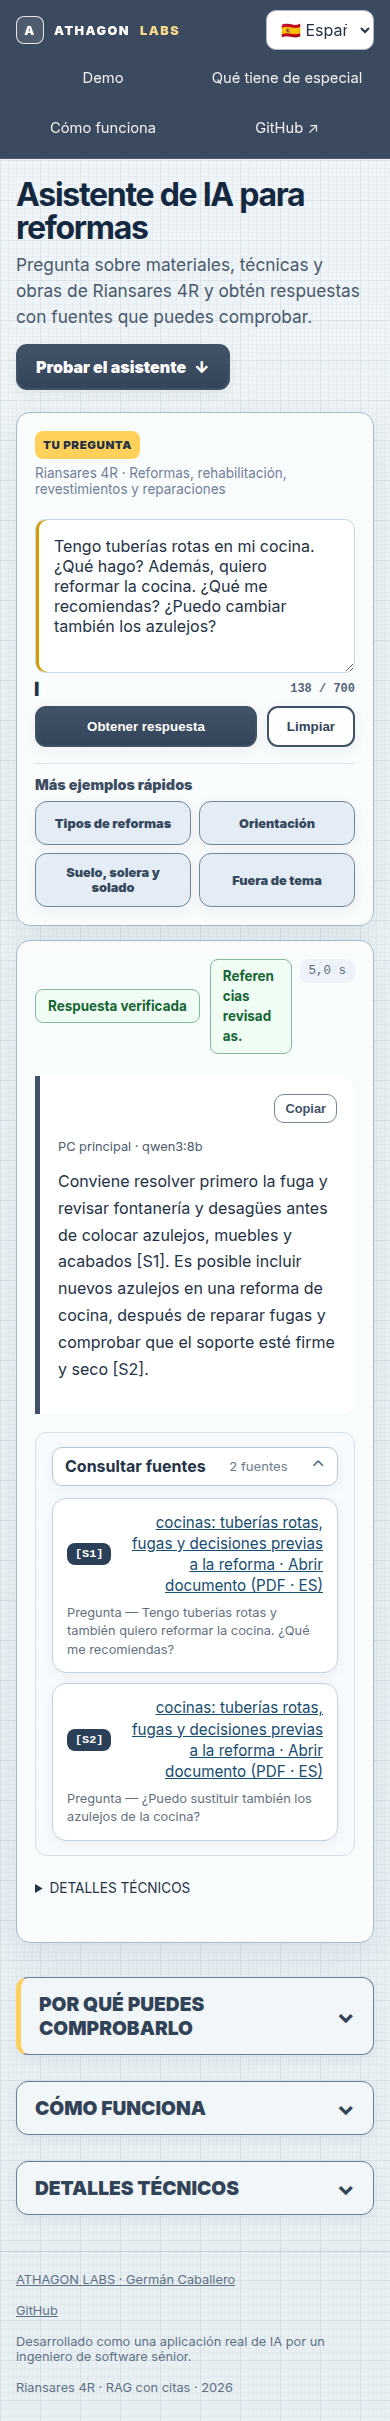 A ATHAGON LABS
🇪🇸 Españ
Demo
Qué tiene de especial
Cómo funciona
GitHub ↗
Asistente de IA para
reformas
Pregunta sobre materiales, técnicas y
obras de Riansares 4R y obtén respuestas
con fuentes que puedes comprobar.
Probar el asistente ↓
TU PREGUNTA
Riansares 4R · Reformas, rehabilitación,
revestimientos y reparaciones
Tengo tuberías rotas en mi cocina.
¿Qué hago? Además, quiero
reformar la cocina. ¿Qué me
recomiendas? ¿Puedo cambiar
también los azulejos?
138 / 700
Obtener respuesta
Limpiar
Más ejemplos rápidos
Tipos de reformas
Orientación
Suelo, solera y
solado
Fuera de tema
Respuesta verificada
Referen
cias
revisad
as.
5,0 s
Copiar
PC principal · qwen3:8b
Conviene resolver primero la fuga y
revisar fontanería y desagües antes
de colocar azulejos, muebles y
acabados [S1]. Es posible incluir
nuevos azulejos en una reforma de
cocina, después de reparar fugas y
comprobar que el soporte esté firme
y seco [S2].
Consultar fuentes
2 fuentes
[S1]
cocinas: tuberías rotas,
fugas y decisiones previas
a la reforma · Abrir
documento (PDF · ES)
Pregunta — Tengo tuberías rotas y
también quiero reformar la cocina. ¿Qué
me recomiendas?
[S2]
cocinas: tuberías rotas,
fugas y decisiones previas
a la reforma · Abrir
documento (PDF · ES)
Pregunta — ¿Puedo sustituir también los
azulejos de la cocina?
DETALLES TÉCNICOS
POR QUÉ PUEDES
COMPROBARLO
CÓMO FUNCIONA
DETALLES TÉCNICOS
ATHAGON LABS · Germán Caballero
GitHub
Desarrollado como una aplicación real de IA por un
ingeniero de software sénior.
Riansares 4R · RAG con citas · 2026